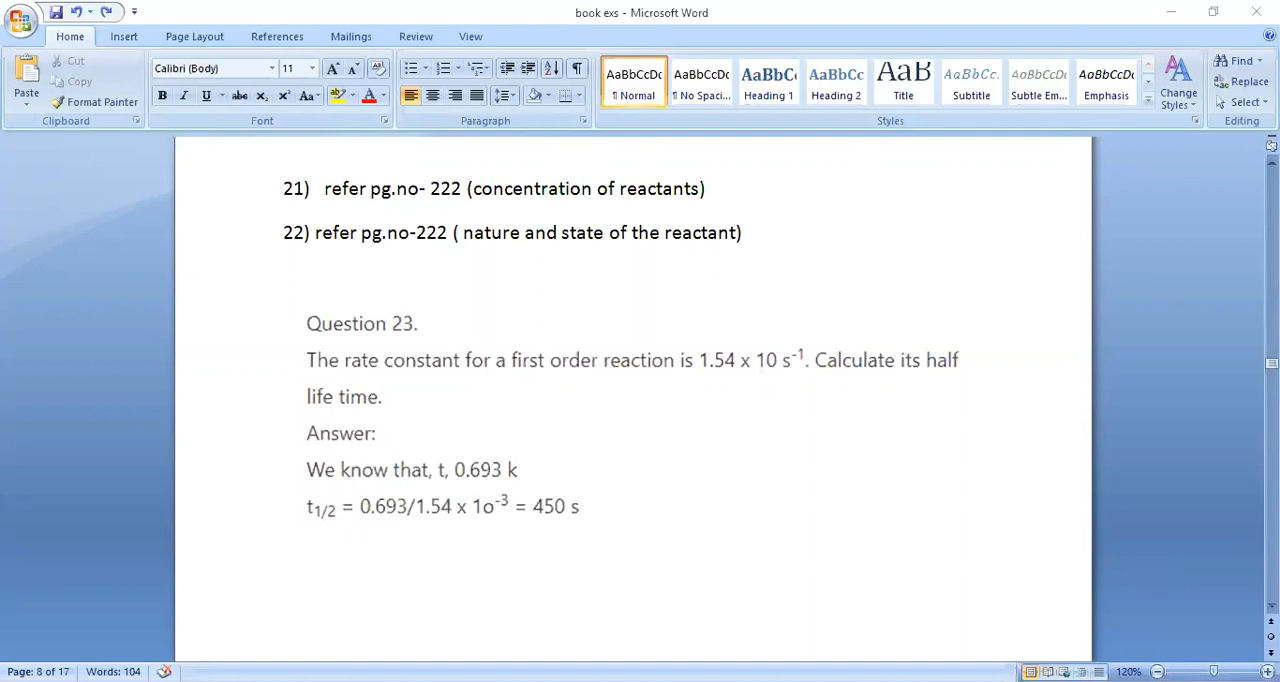 book exs - Microsoft Word
Home Insert Page Layout References Mailings Review View
Paste
Cut
Copy
Format Painter
Clipboard
Calibri (Body) 11
Font
Paragraph
AaBbCcDc AaBbCcDc AaBbC AaBbCc AaB AaBbCc. AaBbCcDc AaBbCcDc
¶ Normal ¶ No Spaci... Heading 1 Heading 2 Title Subtitle Subtle Em... Emphasis
Change Styles
Styles
Find
Replace
Select
Editing
21) refer pg.no- 222 (concentration of reactants)
22) refer pg.no-222 ( nature and state of the reactant)
Question 23.
The rate constant for a first order reaction is 1.54 x 10 s⁻¹. Calculate its half
life time.
Answer:
We know that, t, 0.693 k
t₁/₂ = 0.693/1.54 x 1o⁻³ = 450 s
Page: 8 of 17 Words: 104 120%